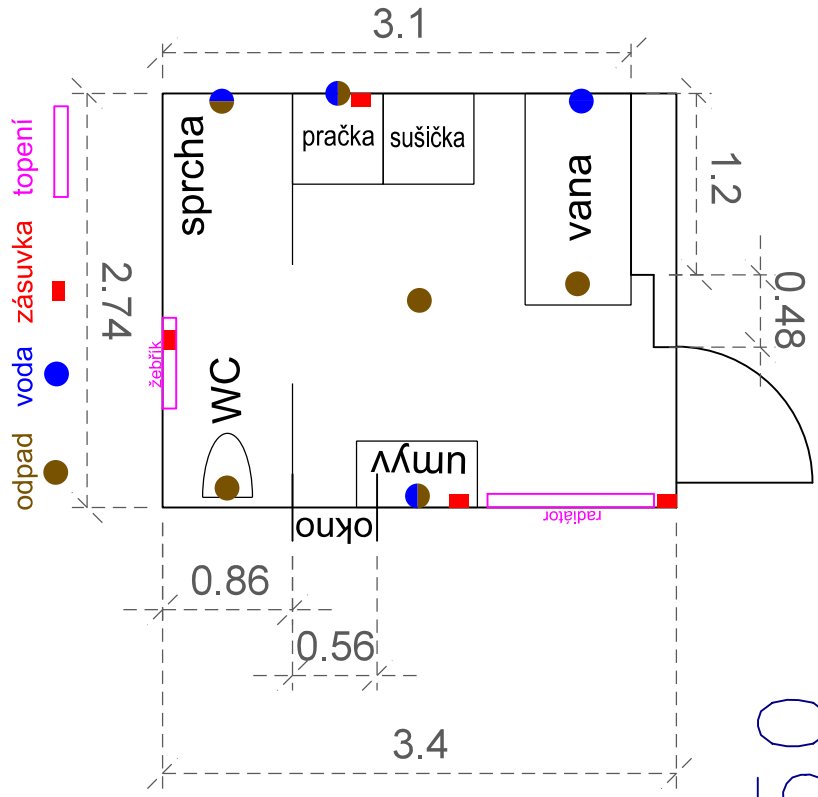 3.1
topení
zásuvka
voda
odpad
2.74
sprcha
pračka
sušička
vana
1.2
0.48
žebřík
WC
umyv
okno
radiátor
0.86
0.56
3.4
50